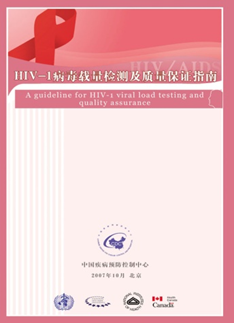 HIV/AIDS
HIV-1病毒载量检测及质量保证指南
A guideline for HIV-1 viral load testing and
quality assurance
中国疾病预防控制中心
2007年10月 北京
Canada